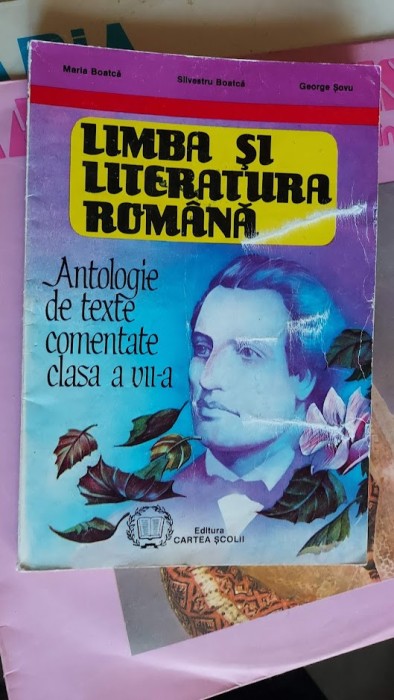 Maria Boatcă
Silvestru Boatcă
George Șovu
LIMBA ȘI
LITERATURA
ROMÂNĂ
Antologie
de texte
comentate
clasa a VII-a
Editura
CARTEA ȘCOLII